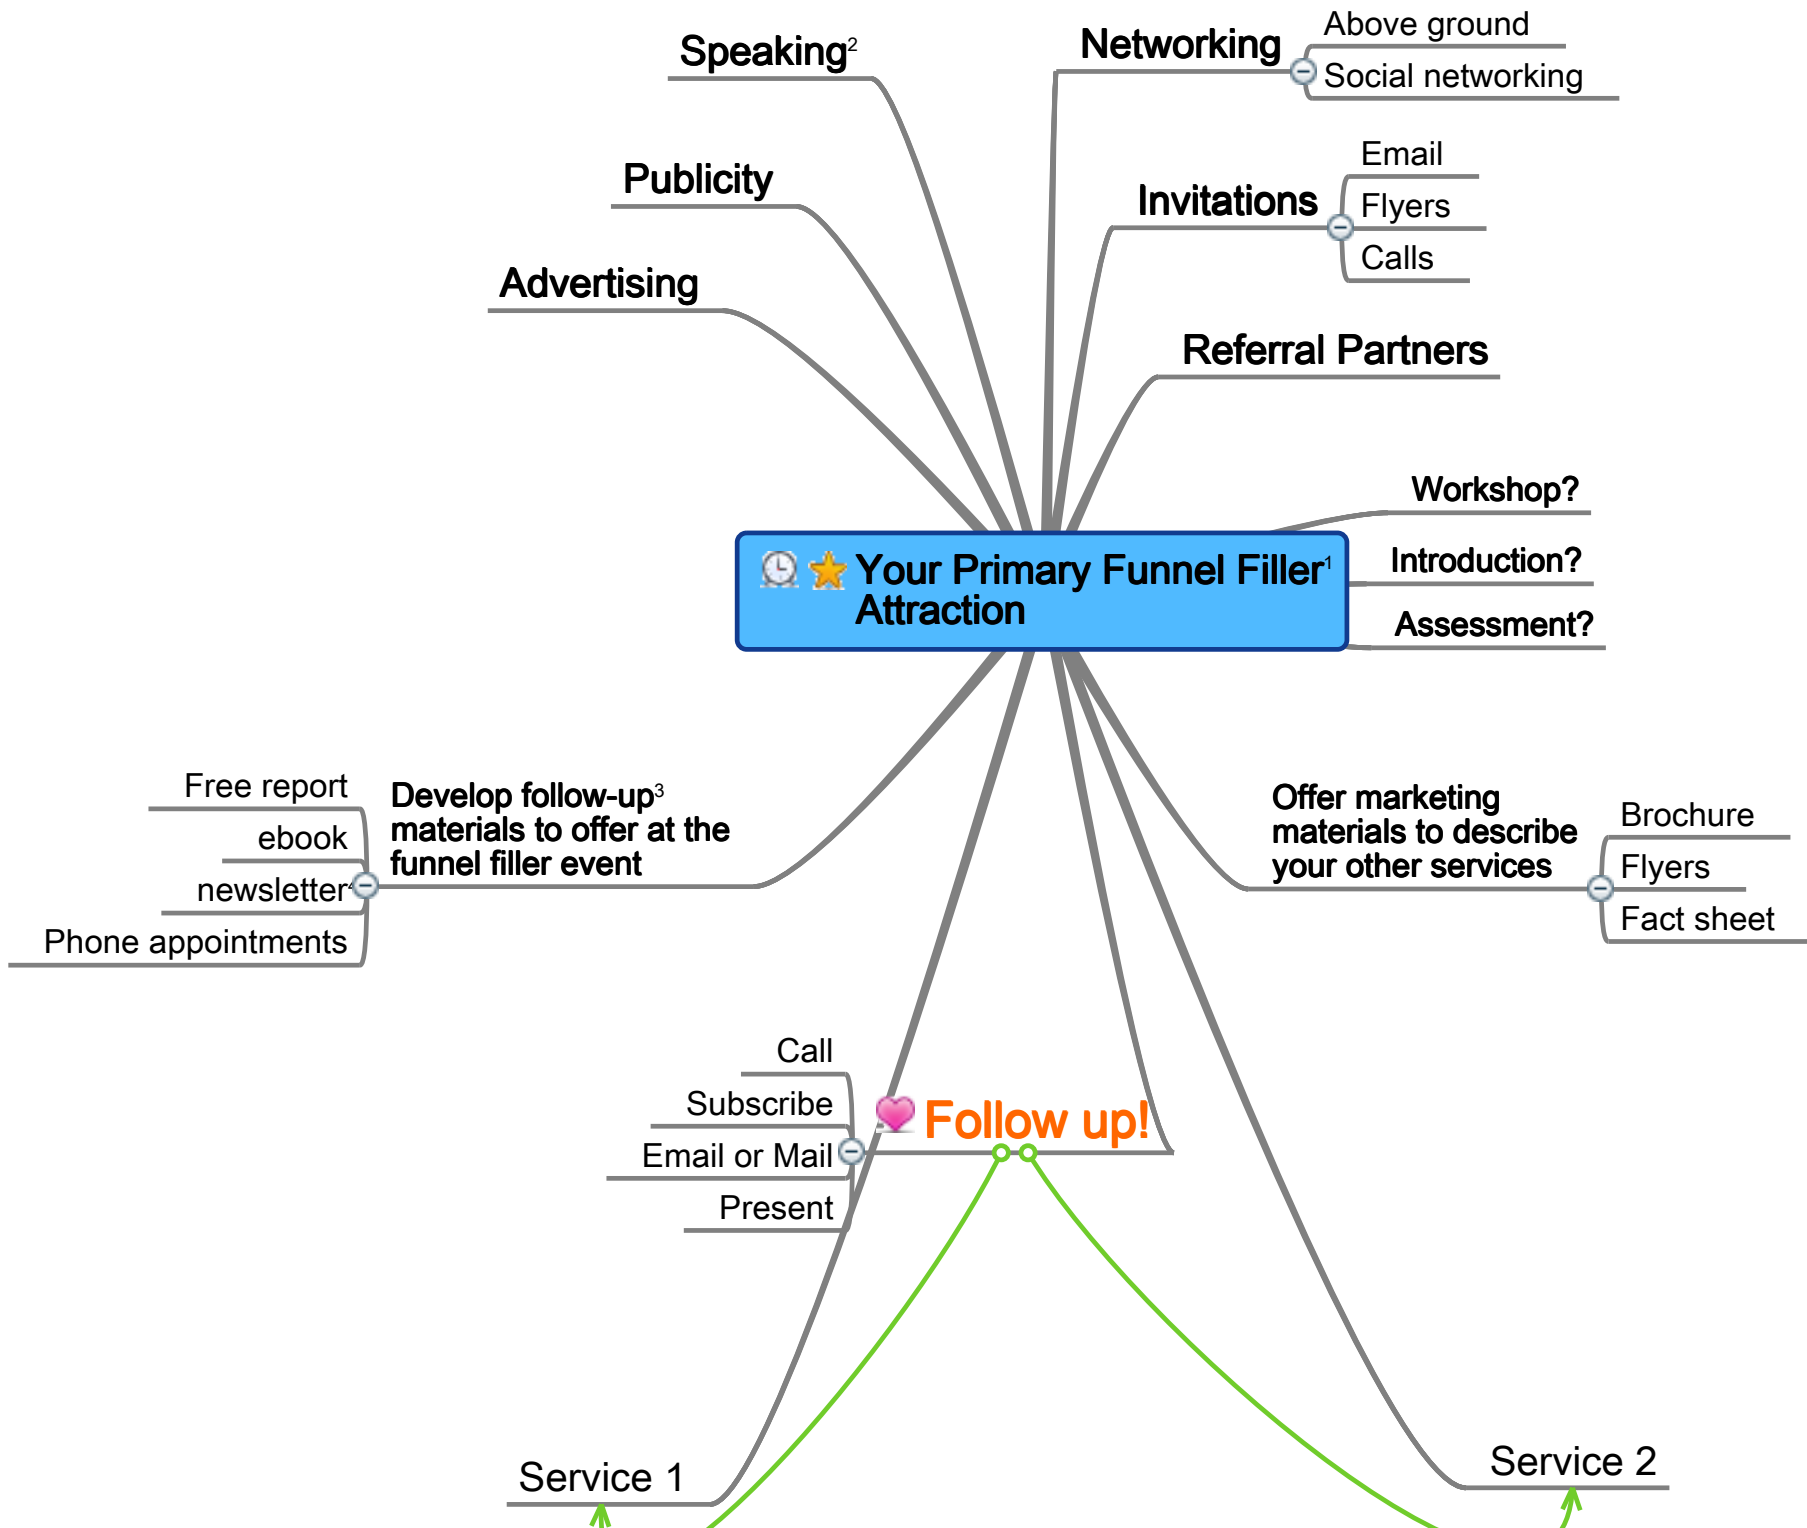 Speaking2
Networking
Above ground
Social networking
Publicity
Invitations
Email
Flyers
Calls
Advertising
Referral Partners
Workshop?
Introduction?
Assessment?
Your Primary Funnel Filler1
Attraction
Free report
ebook
newsletter
Phone appointments
Develop follow-up3
materials to offer at the
funnel filler event
Offer marketing
materials to describe
your other services
Brochure
Flyers
Fact sheet
Call
Subscribe
Email or Mail
Present
Follow up!
Service 1
Service 2